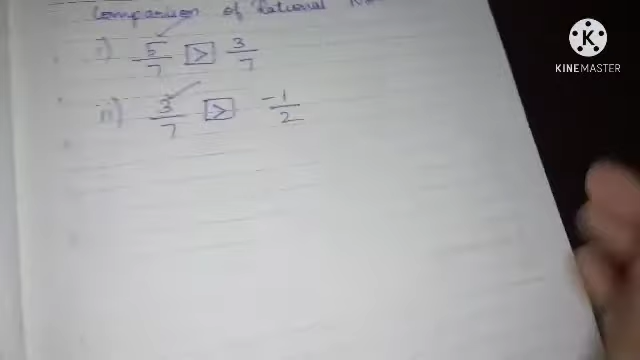 Comparison of Rational
i) 5/7 > 3/7
ii) 3/7 > -1/2
K
KINEMASTER